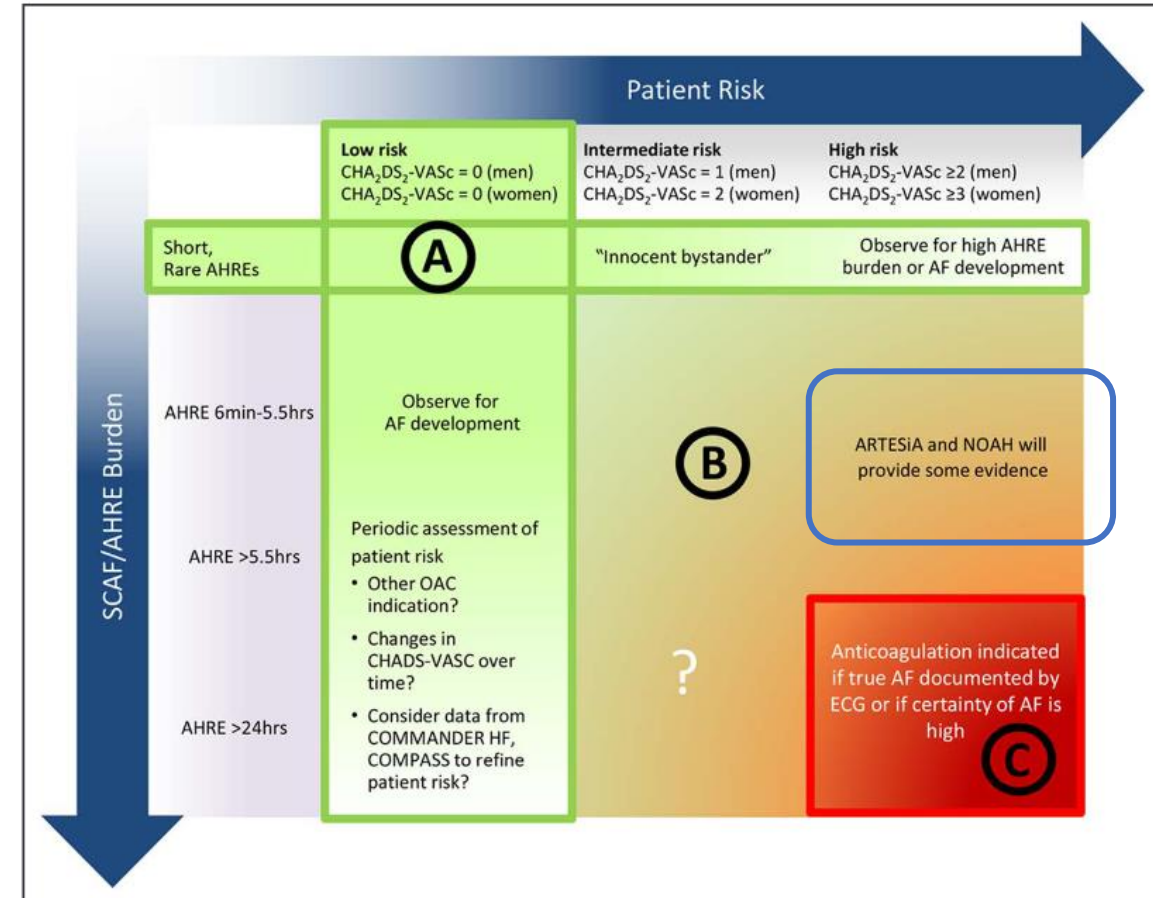 Patient Risk
Low risk
CHA₂DS₂-VASc = 0 (men)
CHA₂DS₂-VASc = 0 (women)
Intermediate risk
CHA₂DS₂-VASc = 1 (men)
CHA₂DS₂-VASc = 2 (women)
High risk
CHA₂DS₂-VASc ≥2 (men)
CHA₂DS₂-VASc ≥3 (women)
Short,
Rare AHREs
A
"Innocent bystander"
Observe for high AHRE
burden or AF development
SCAF/AHRE Burden
AHRE 6min-5.5hrs
Observe for
AF development
B
ARTESiA and NOAH will
provide some evidence
AHRE >5.5hrs
Periodic assessment of
patient risk
• Other OAC
indication?
• Changes in
CHADS-VASC over
time?
• Consider data from
COMMANDER HF,
COMPASS to refine
patient risk?
AHRE >24hrs
?
Anticoagulation indicated
if true AF documented by
ECG or if certainty of AF is
high
C